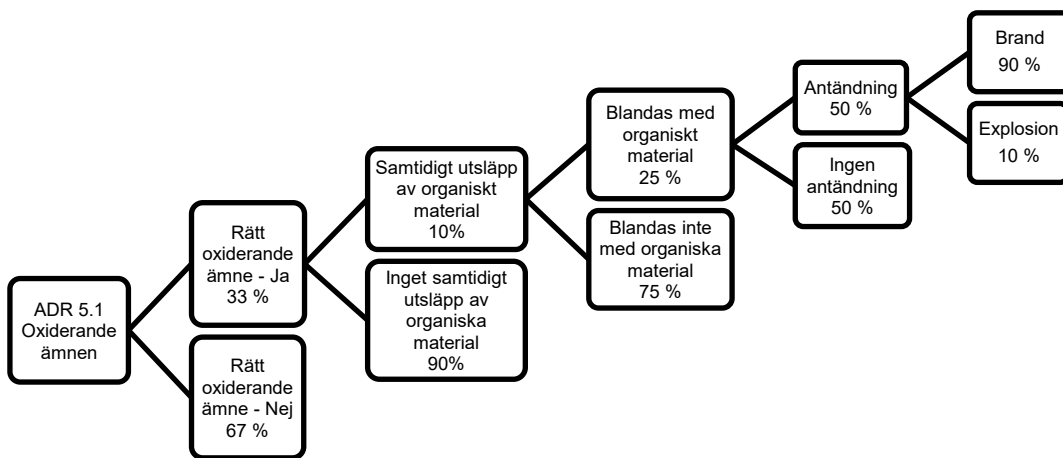 ADR 5.1
Oxiderande
ämnen
Rätt
oxiderande
ämne - Ja
33 %
Rätt
oxiderande
ämne - Nej
67 %
Samtidigt utsläpp
av organiskt
material
10%
Inget samtidigt
utsläpp av
organiska
material
90%
Blandas med
organiskt
material
25 %
Blandas inte
med organiska
material
75 %
Antändning
50 %
Ingen
antändning
50 %
Brand
90 %
Explosion
10 %